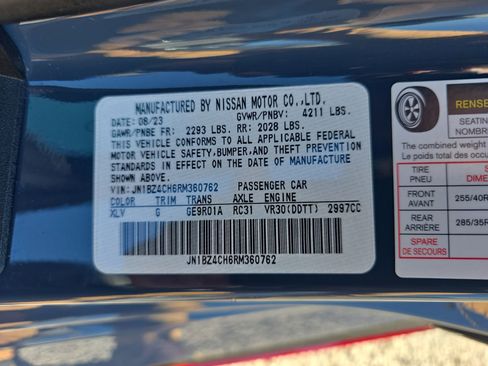 MANUFACTURED BY NISSAN MOTOR CO.,LTD.
DATE: 08/23 GVWR/PNBV: 4211 LBS.
GAWR/PNBE FR: 2293 LBS. RR: 2028 LBS.
THIS VEHICLE CONFORMS TO ALL APPLICABLE FEDERAL
MOTOR VEHICLE SAFETY, BUMPER, AND THEFT PREVENTION
STANDARDS IN EFFECT ON THE DATE OF MANUFACTURE
SHOWN ABOVE.
VIN: JN1BZ4CH6RM360762 PASSENGER CAR
COLOR TRIM TRANS AXLE ENGINE
XLV G GE9R01A RC31 VR30(DDTT) 2997CC
JN1BZ4CH6RM360762
SEATING
NOMBRE
The combined weight
Le poids total des
TIRE
PNEU
FRONT
AVANT
255/40R
REAR
ARRIÈRE
285/35R
SPARE
DE SECOURS